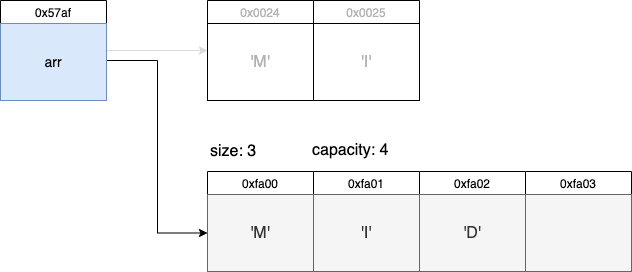 0x57af
0x0024 0x0025
arr
'M' 'I'
size: 3 capacity: 4
0xfa00 0xfa01 0xfa02 0xfa03
'M' 'I' 'D'